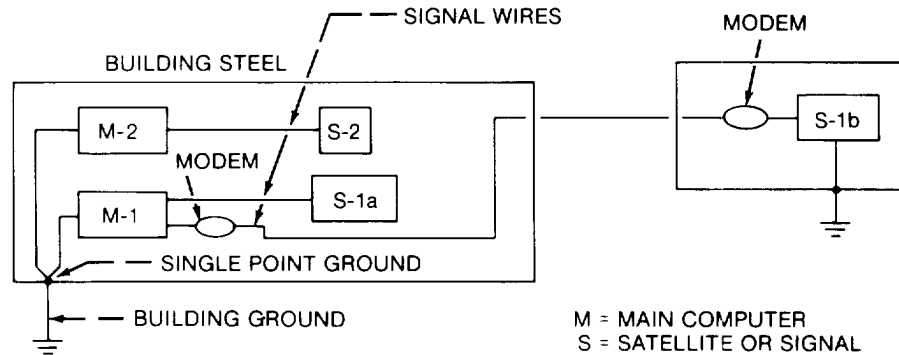 SIGNAL WIRES
MODEM
BUILDING STEEL
M-2
S-2
S-1b
MODEM
S-1a
M-1
SINGLE POINT GROUND
BUILDING GROUND
M = MAIN COMPUTER
S = SATELLITE OR SIGNAL